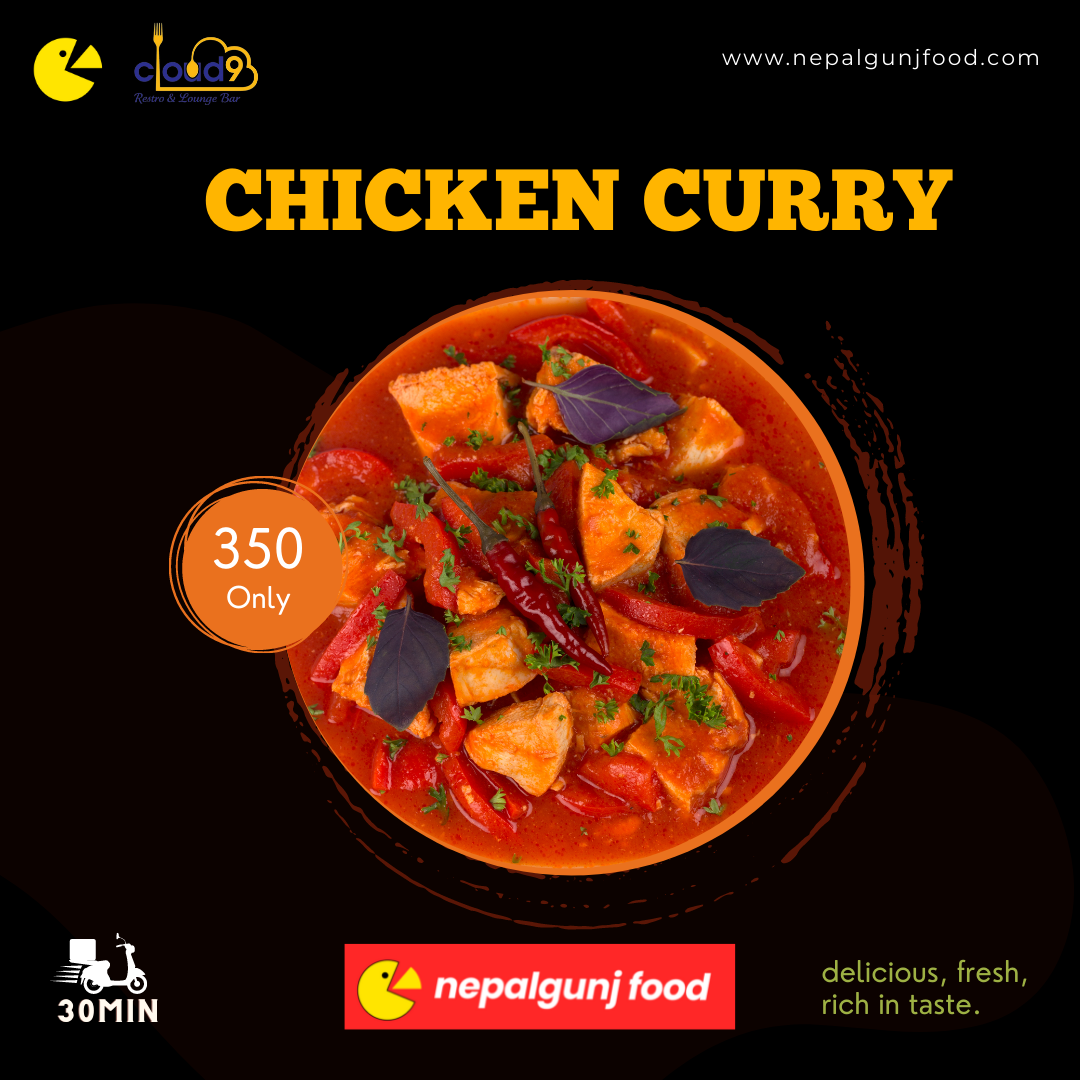 cloud9
Restro & Lounge Bar
www.nepalgunjfood.com
CHICKEN CURRY
350
Only
30MIN
nepalgunj food
delicious, fresh,
rich in taste.